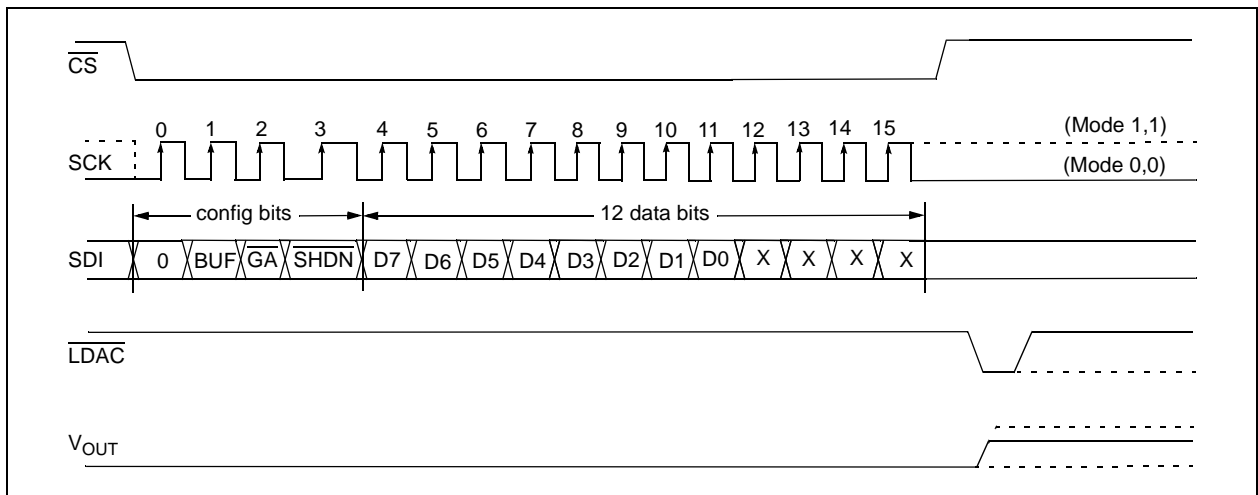 CS
0 1 2 3 4 5 6 7 8 9 10 11 12 13 14 15 (Mode 1,1)
SCK (Mode 0,0)
config bits 12 data bits
SDI 0 BUF GA SHDN D7 D6 D5 D4 D3 D2 D1 D0 X X X X
LDAC
VOUT